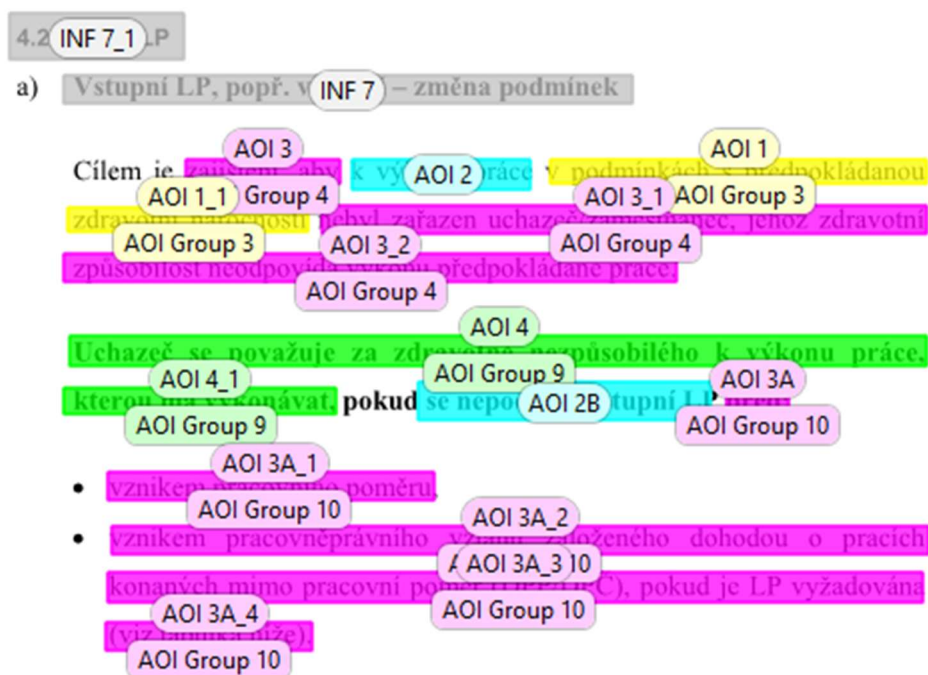 4.2 INF 7_1 LP
a) Vstupní LP, popř. INF 7 – změna podmínek
AOI 3
AOI 1
Cílem je zajištění, aby k AOI 2 práce v podmínkách s předpokládanou
AOI 1_1 Group 4 AOI 3_1 AOI Group 3
zdravotní náročností nebyl zařazen uchazeč/zaměstnanec, jehož zdravotní
AOI Group 3 AOI 3_2 AOI Group 4
způsobilost neodpovídá výkonu předpokládané práce.
AOI Group 4
AOI 4
Uchazeč se považuje za zdravotně nezpůsobilého k výkonu práce,
AOI 4_1 AOI Group 9 AOI 3A
kterou má vykonávat, pokud se AOI 2B LP před
AOI Group 9 AOI Group 10
AOI 3A_1
• vznikem pracovního poměru,
AOI Group 10
AOI 3A_2
• vznikem pracovněprávního vztahu založeného dohodou o pracích
AOI 3A_3 10
konaných mimo pracovní poměr pokud je LP vyžadována
AOI 3A_4 AOI Group 10
(viz níže).
AOI Group 10